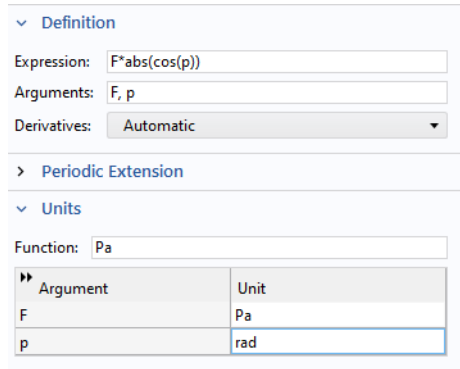 Definition
Expression: F*abs(cos(p))
Arguments: F, p
Derivatives: Automatic
Periodic Extension
Units
Function: Pa
Argument Unit
F Pa
p rad